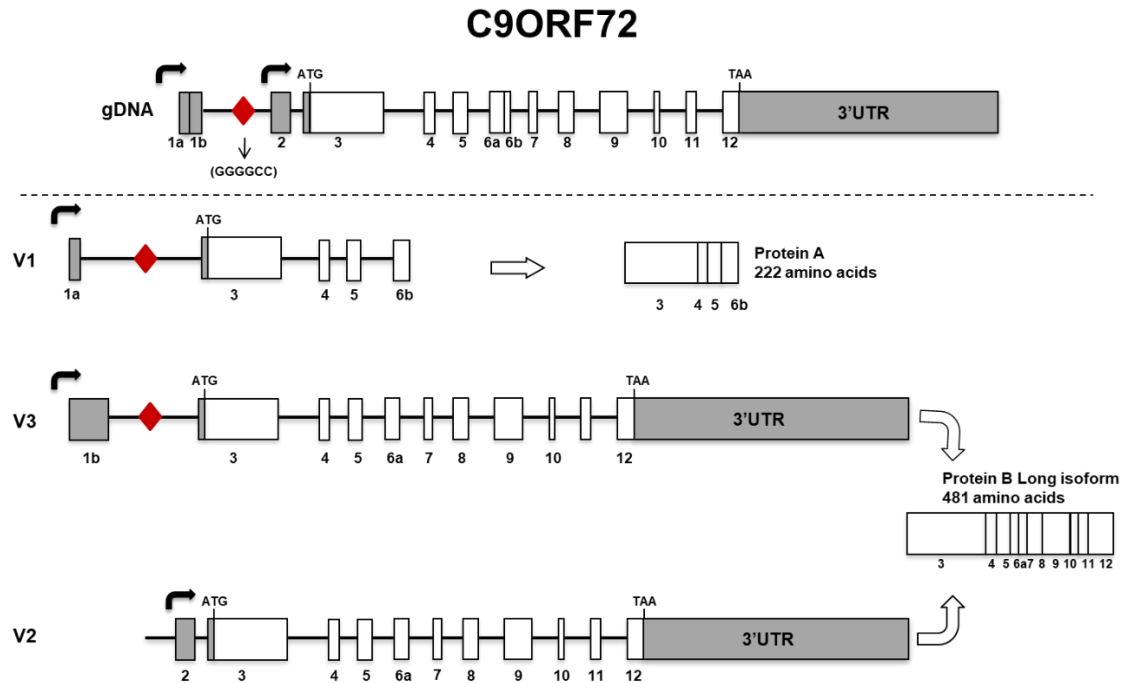 C9ORF72
ATG
TAA
gDNA
3'UTR
1a 1b 2 3 4 5 6a 6b 7 8 9 10 11 12
(GGGGCC)
V1
ATG
1a 3 4 5 6b
Protein A
222 amino acids
3 4 5 6b
V3
ATG
TAA
3'UTR
1b 3 4 5 6a 7 8 9 10 12
Protein B Long isoform
481 amino acids
3 4 5 6a 7 8 9 10 11 12
V2
ATG
TAA
3'UTR
2 3 4 5 6a 7 8 9 10 11 12